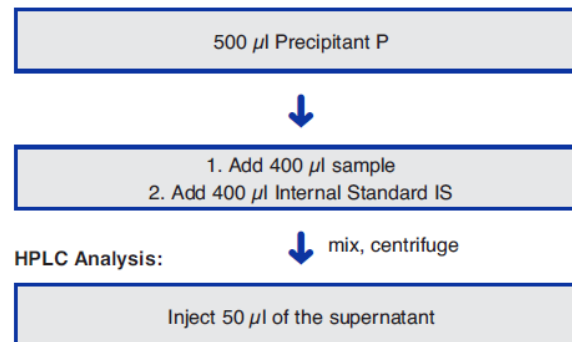 500 µl Precipitant P
1. Add 400 µl sample
2. Add 400 µl Internal Standard IS
mix, centrifuge
HPLC Analysis:
Inject 50 µl of the supernatant